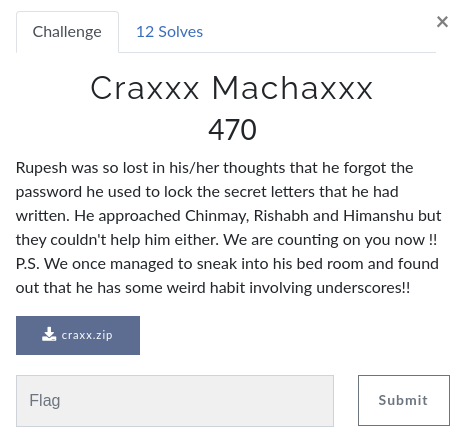 Challenge
12 Solves
×
Craxxx Machaxxx
470
Rupesh was so lost in his/her thoughts that he forgot the
password he used to lock the secret letters that he had
written. He approached Chinmay, Rishabh and Himanshu but
they couldn't help him either. We are counting on you now !!
P.S. We once managed to sneak into his bed room and found
out that he has some weird habit involving underscores!!
craxx.zip
Flag
Submit